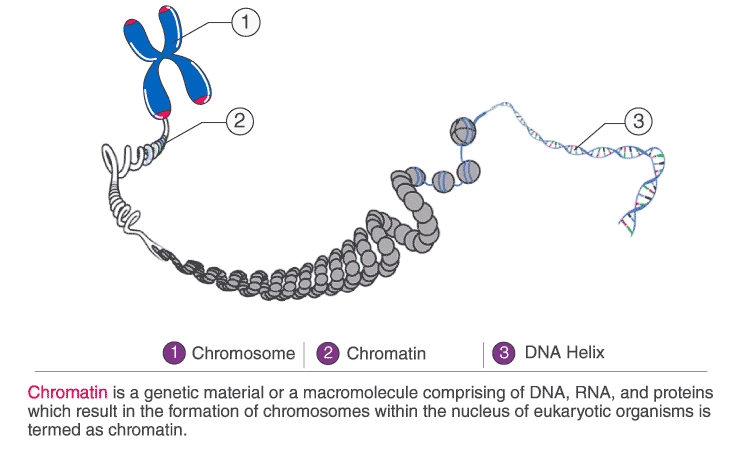 1
2
3
1 Chromosome
2 Chromatin
3 DNA Helix
Chromatin is a genetic material or a macromolecule comprising of DNA, RNA, and proteins
which result in the formation of chromosomes within the nucleus of eukaryotic organisms is
termed as chromatin.